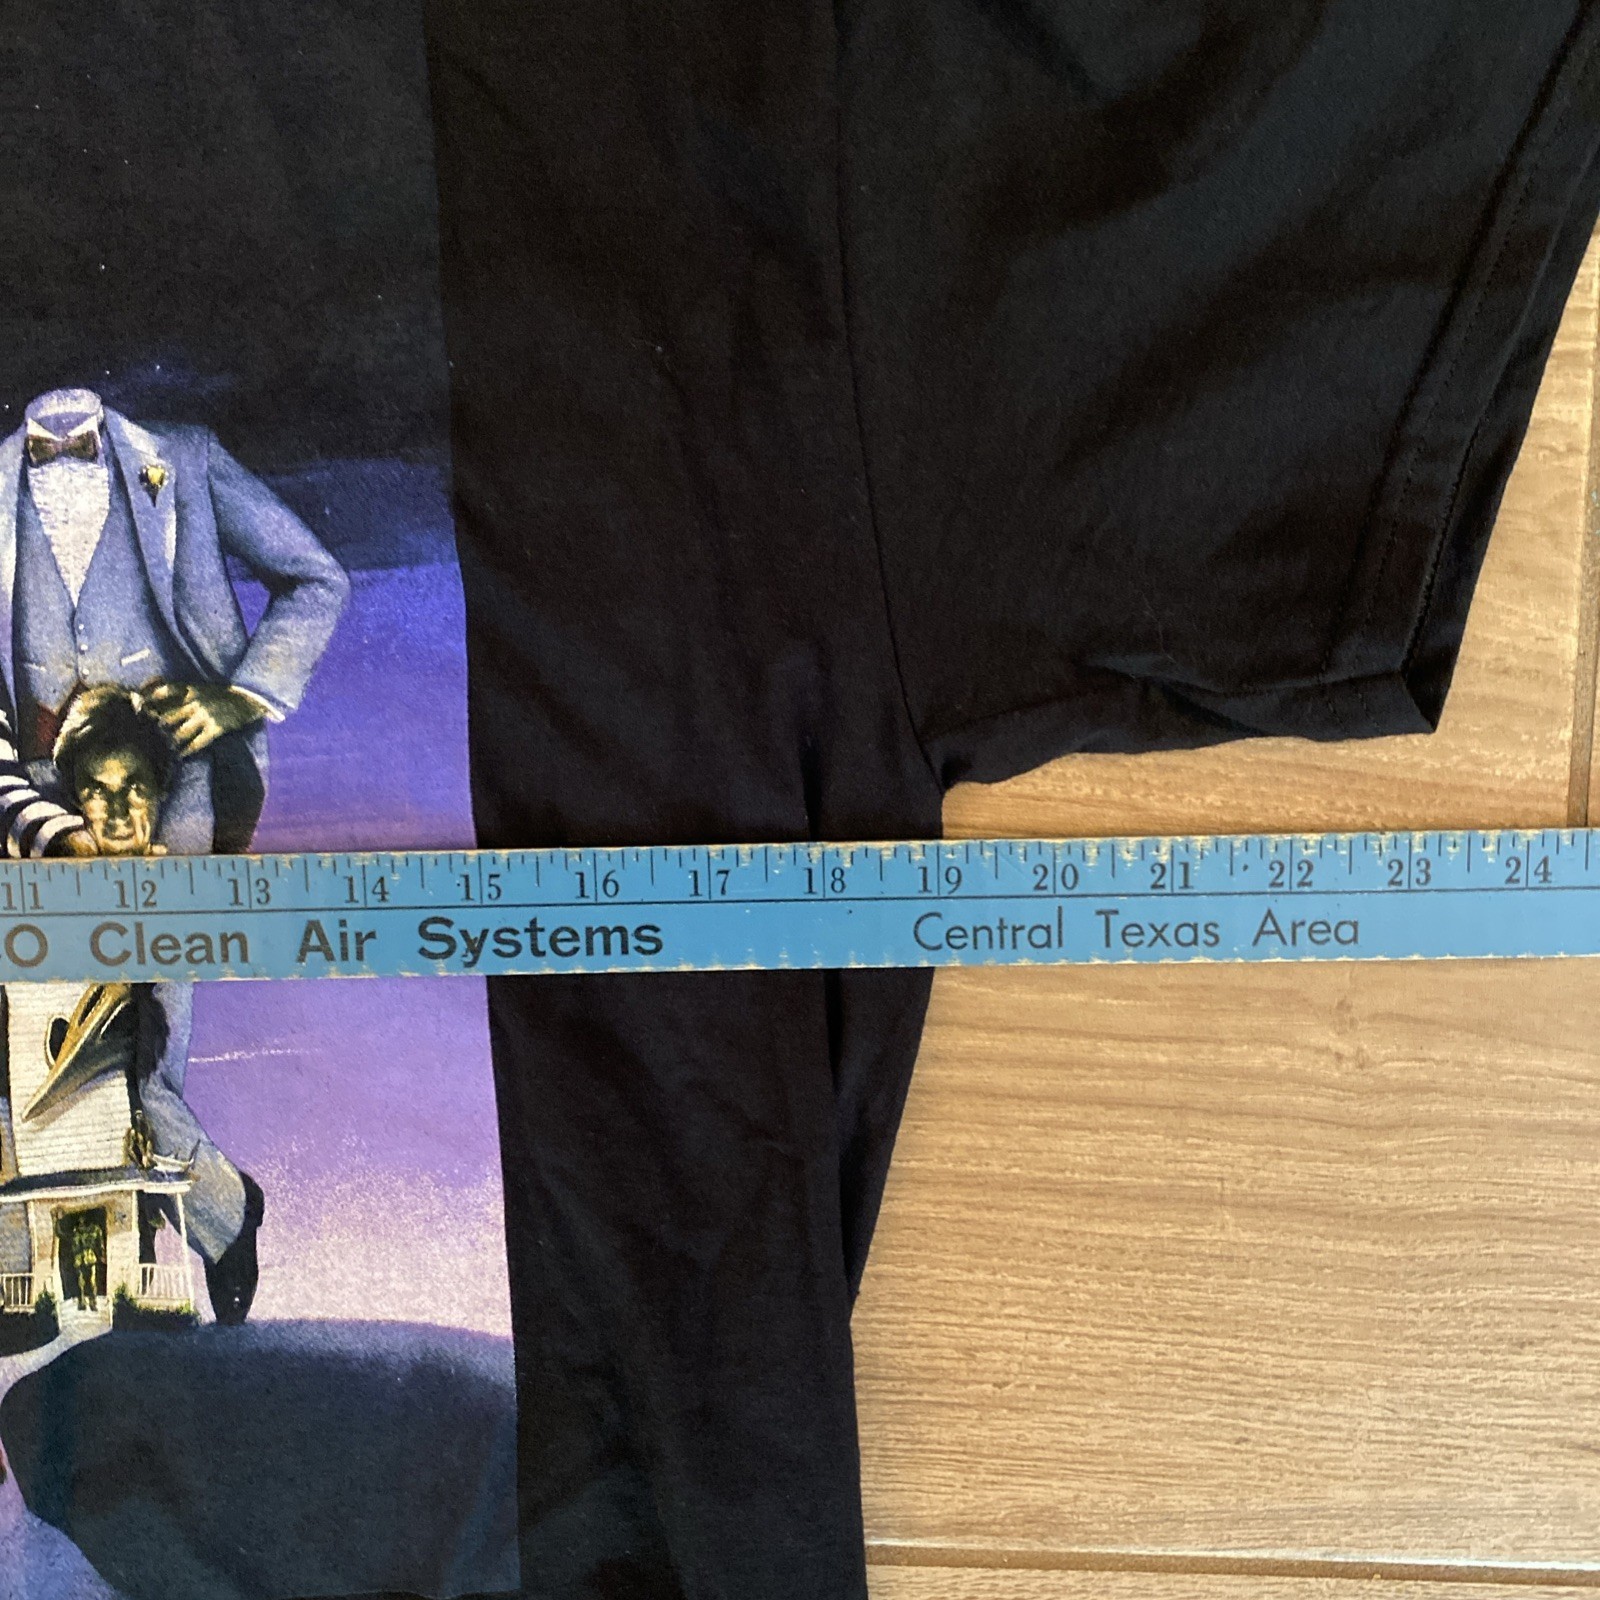 11 12 13 14 15 16 17 18 19 20 21 22 23 24
O Clean Air Systems Central Texas Area